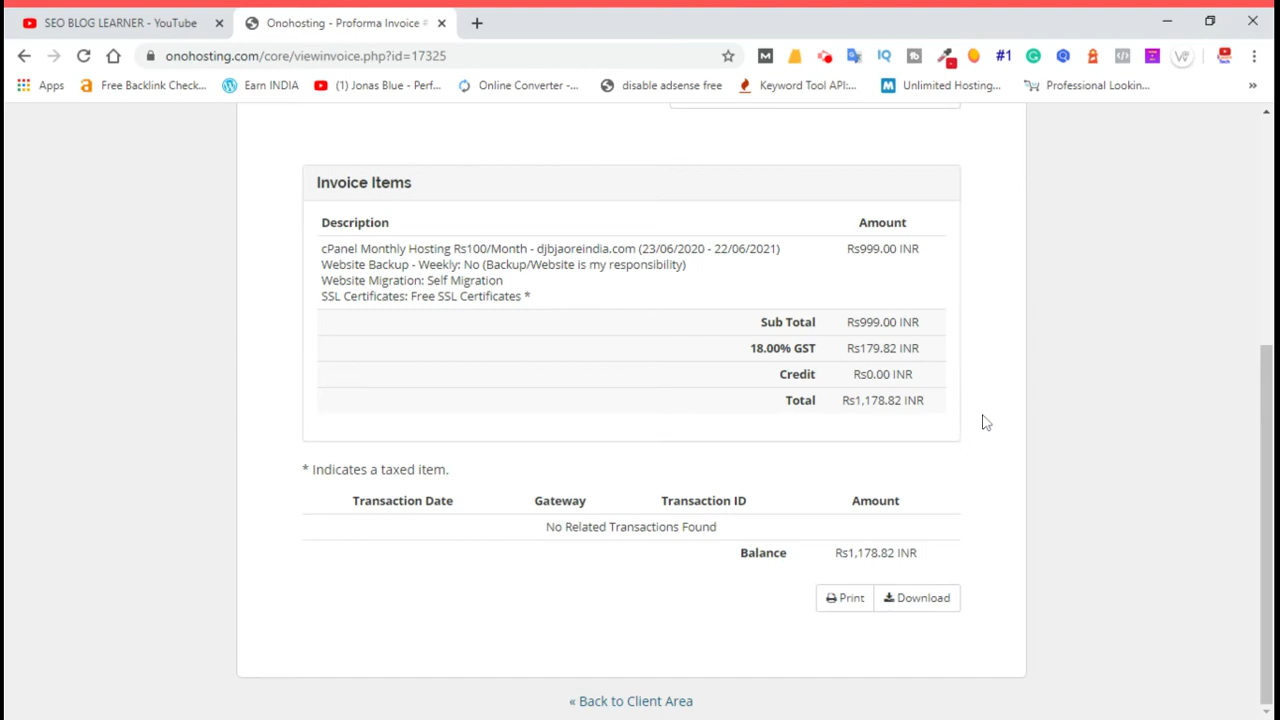 SEO BLOG LEARNER - YouTube
Onohosting - Proforma Invoice #
onohosting.com/core/viewinvoice.php?id=17325
M
IQ
#1
Apps
Free Backlink Check...
Earn INDIA
(1) Jonas Blue - Perf...
Online Converter -...
disable adsense free
Keyword Tool API:...
Unlimited Hosting...
Professional Lookin...
Invoice Items
Description Amount
cPanel Monthly Hosting Rs100/Month - djbjaoreindia.com (23/06/2020 - 22/06/2021) Rs999.00 INR
Website Backup - Weekly: No (Backup/Website is my responsibility)
Website Migration: Self Migration
SSL Certificates: Free SSL Certificates *
Sub Total Rs999.00 INR
18.00% GST Rs179.82 INR
Credit Rs0.00 INR
Total Rs1,178.82 INR
* Indicates a taxed item.
Transaction Date Gateway Transaction ID Amount
No Related Transactions Found
Balance Rs1,178.82 INR
Print Download
« Back to Client Area